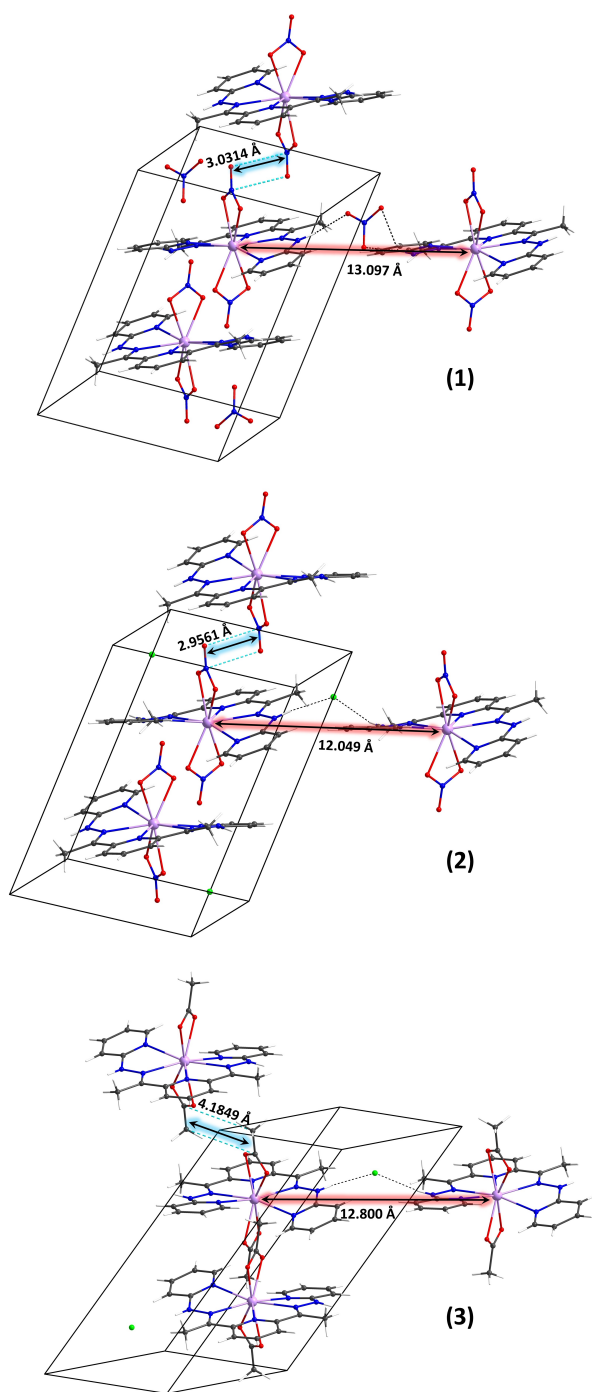 3.0314 Å
13.097 Å
(1)
2.9561 Å
12.049 Å
(2)
4.1849 Å
12.800 Å
(3)